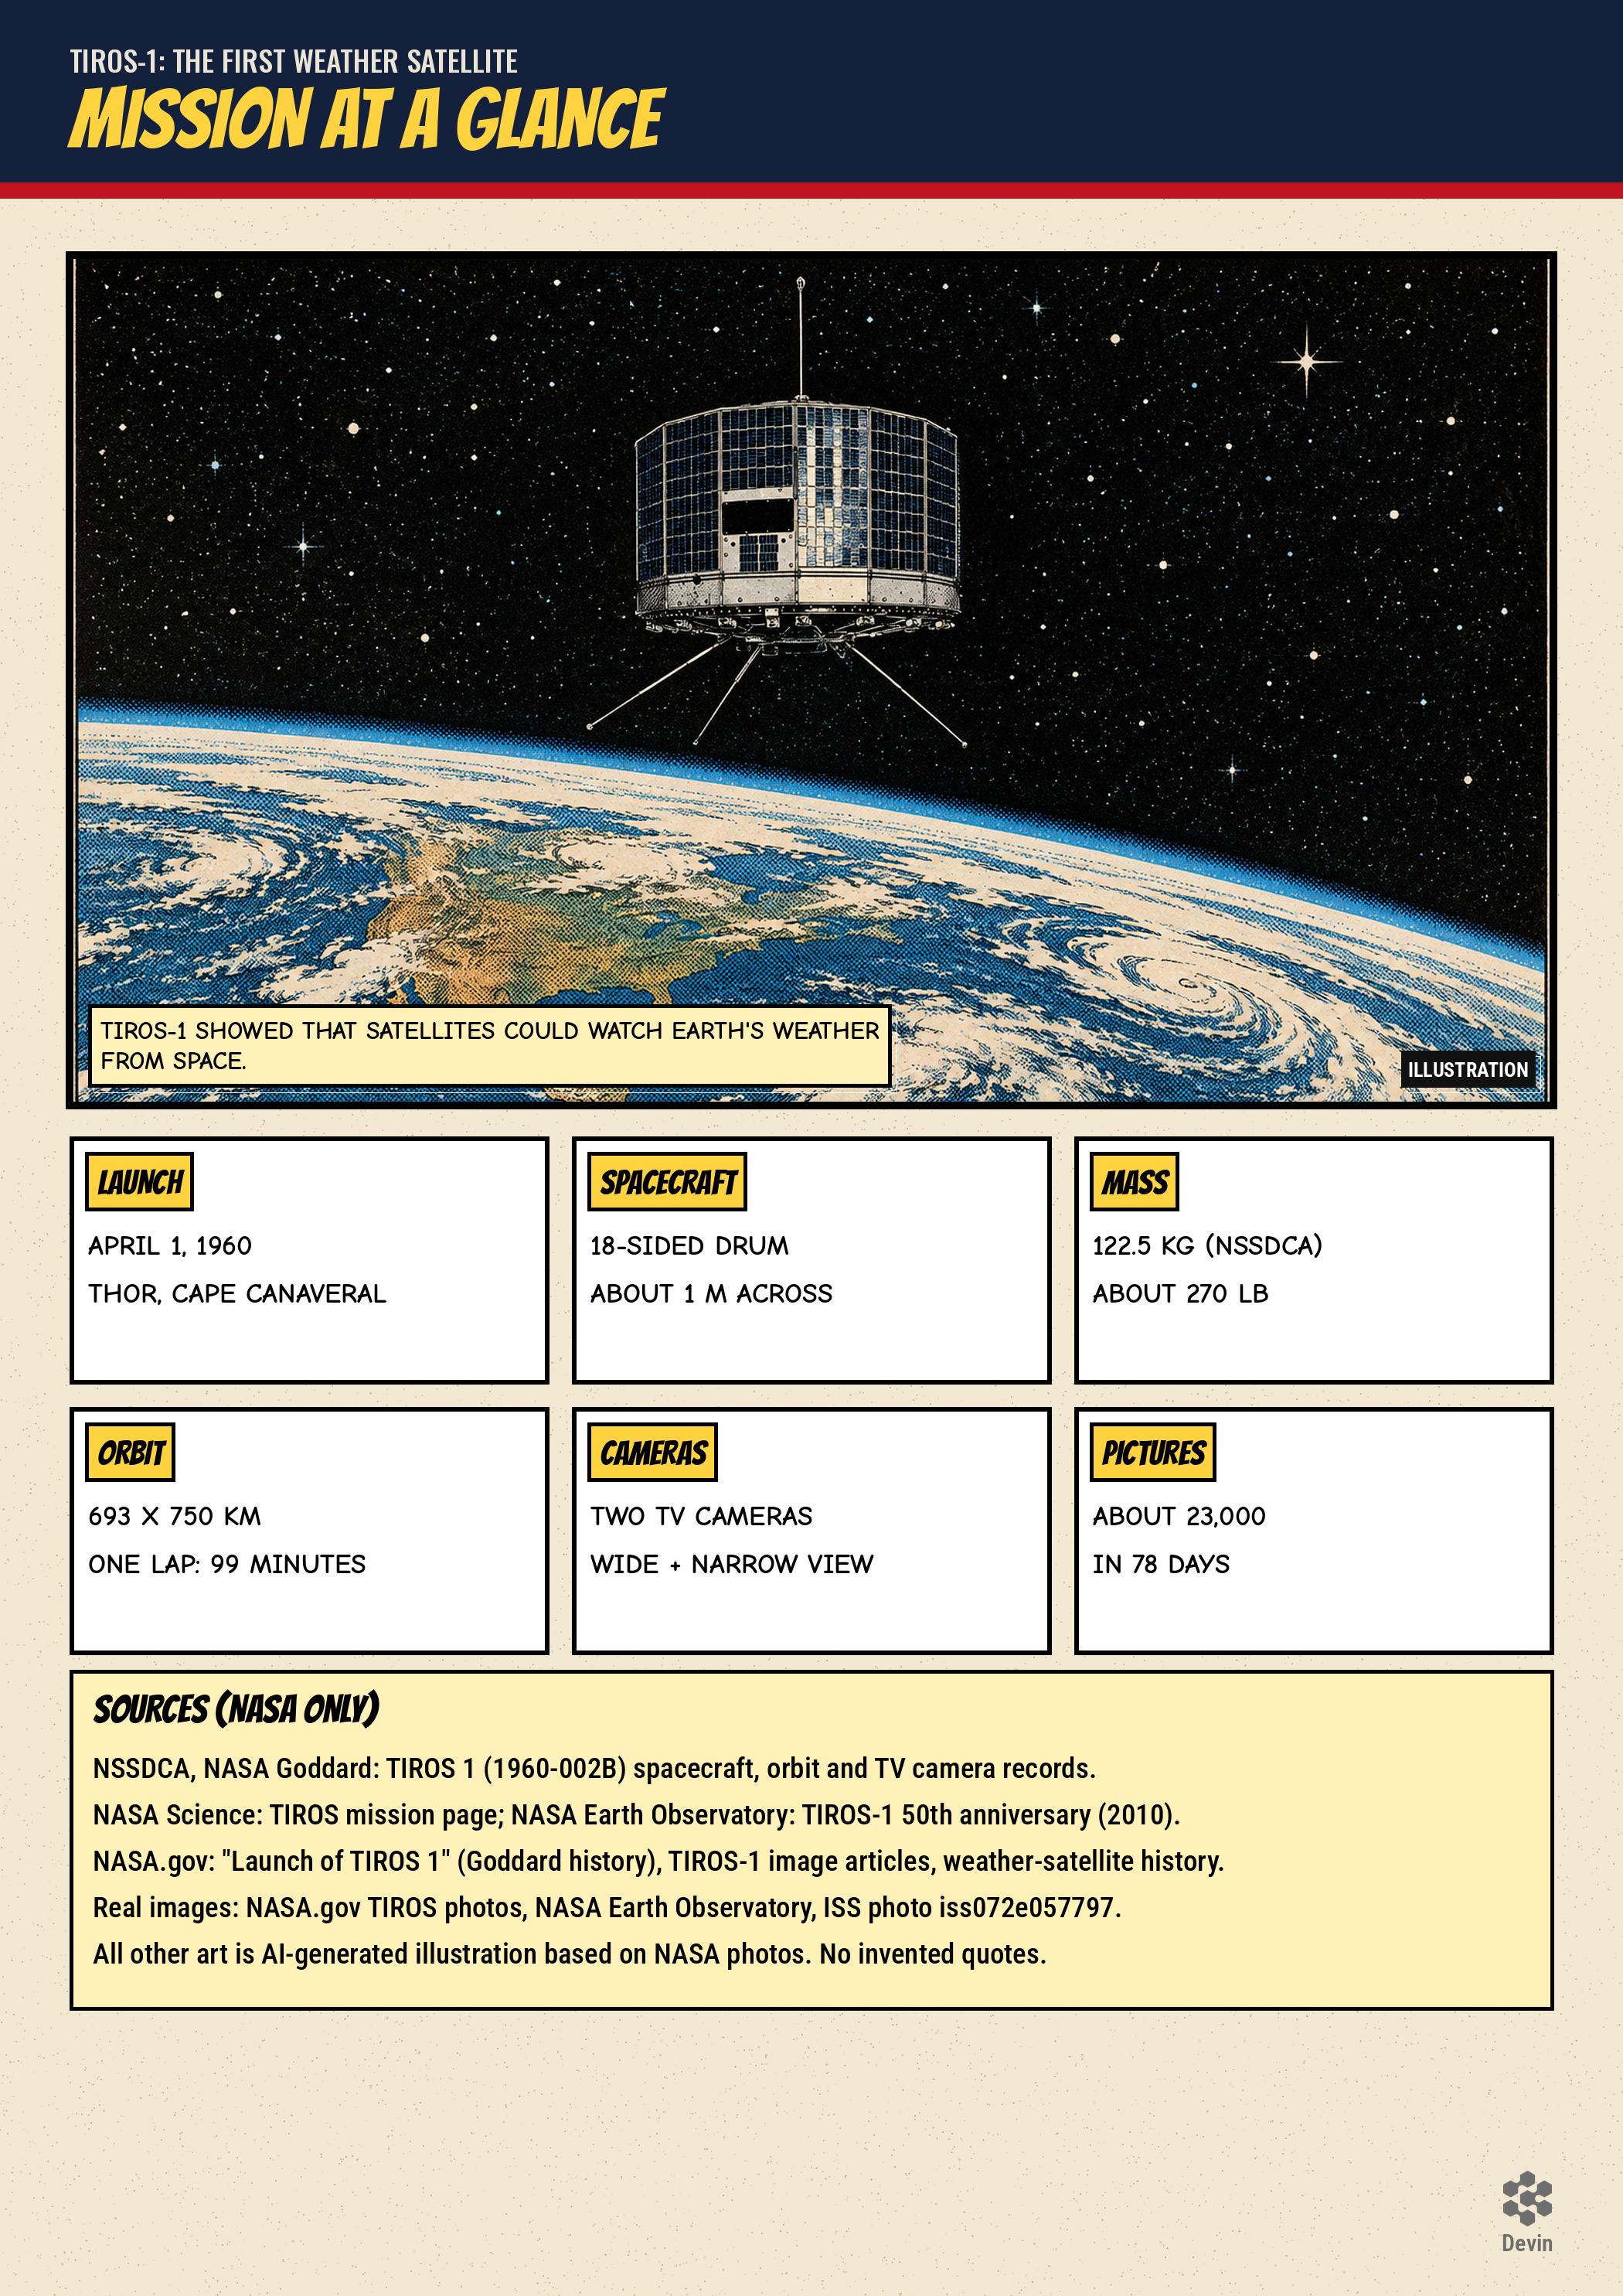 TIROS-1: THE FIRST WEATHER SATELLITE
MISSION AT A GLANCE
TIROS-1 SHOWED THAT SATELLITES COULD WATCH EARTH'S WEATHER
FROM SPACE.
ILLUSTRATION
LAUNCH
APRIL 1, 1960
THOR, CAPE CANAVERAL
SPACECRAFT
18-SIDED DRUM
ABOUT 1 M ACROSS
MASS
122.5 KG (NSSDCA)
ABOUT 270 LB
ORBIT
693 X 750 KM
ONE LAP: 99 MINUTES
CAMERAS
TWO TV CAMERAS
WIDE + NARROW VIEW
PICTURES
ABOUT 23,000
IN 78 DAYS
SOURCES (NASA ONLY)
NSSDCA, NASA Goddard: TIROS 1 (1960-002B) spacecraft, orbit and TV camera records.
NASA Science: TIROS mission page; NASA Earth Observatory: TIROS-1 50th anniversary (2010).
NASA.gov: "Launch of TIROS 1" (Goddard history), TIROS-1 image articles, weather-satellite history.
Real images: NASA.gov TIROS photos, NASA Earth Observatory, ISS photo iss072e057797.
All other art is AI-generated illustration based on NASA photos. No invented quotes.
Devin